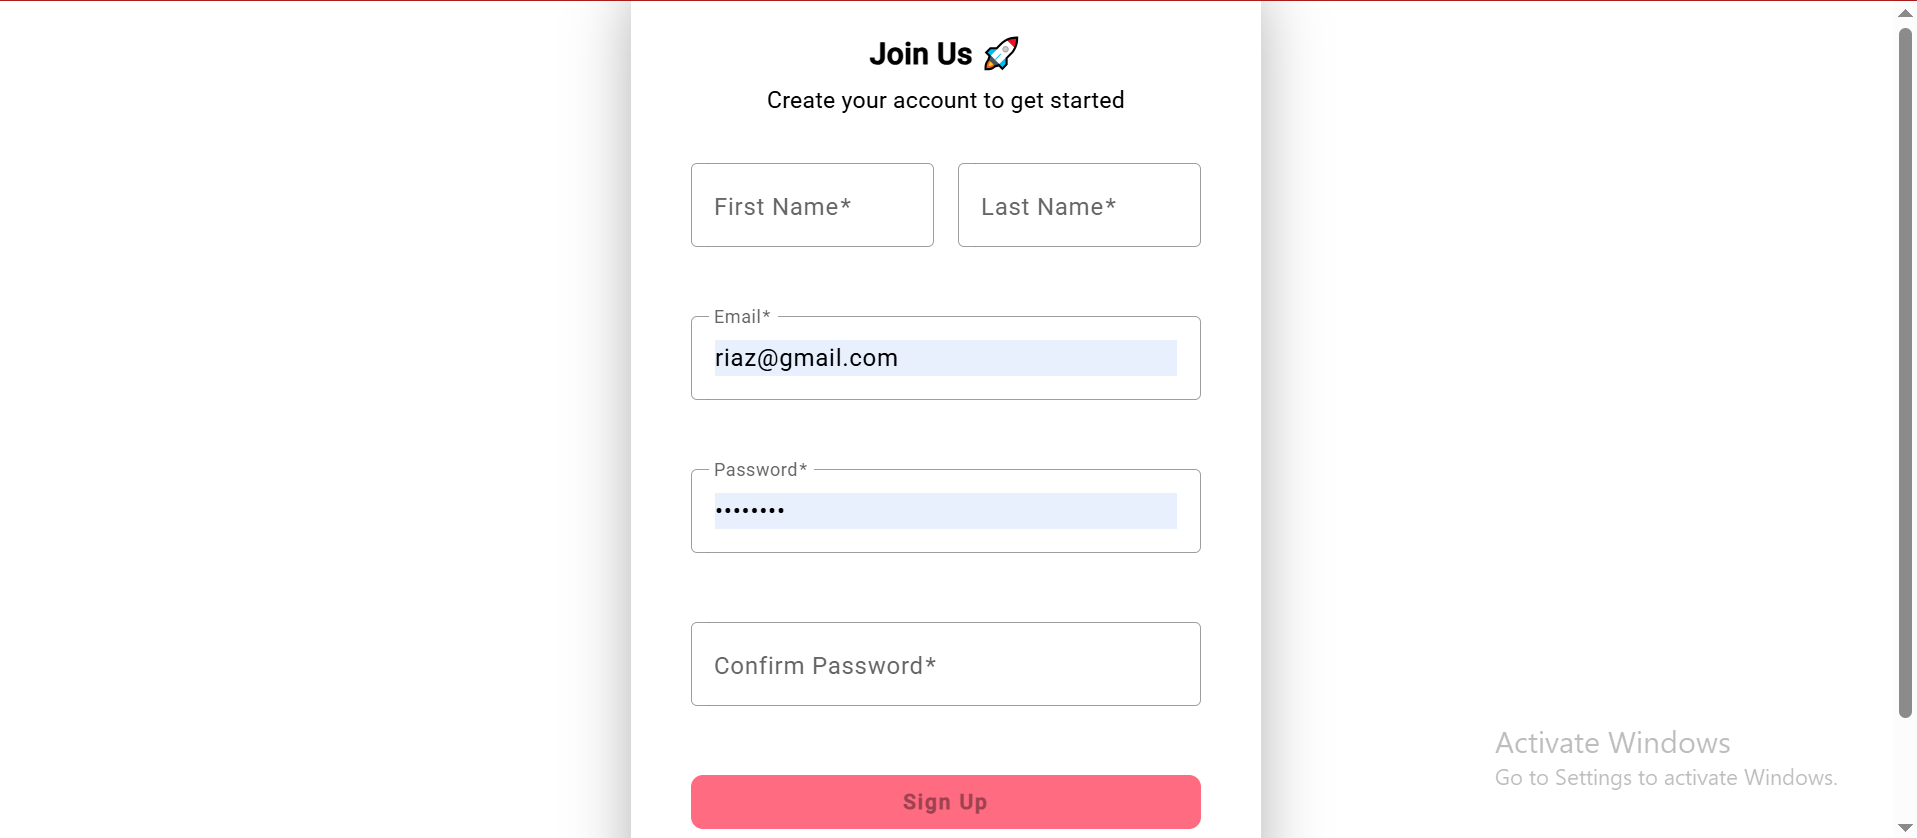 Join Us 🚀
Create your account to get started
First Name*
Last Name*
Email*
riaz@gmail.com
Password*
••••••••
Confirm Password*
Sign Up
Activate Windows
Go to Settings to activate Windows.